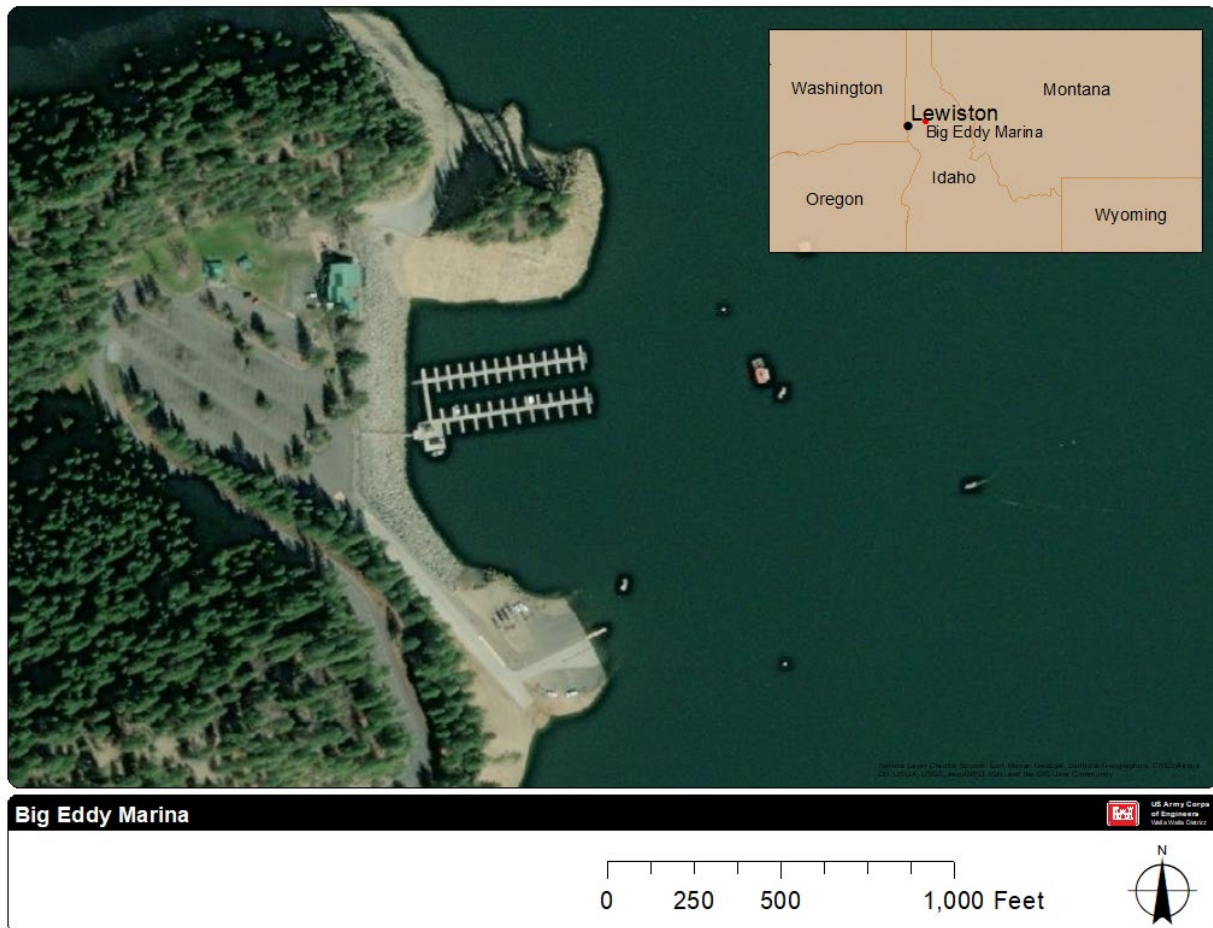 Washington
Montana
Lewiston
Big Eddy Marina
Idaho
Oregon
Wyoming
Big Eddy Marina
US Army Corps
of Engineers
Walla Walla District
N
0 250 500 1,000 Feet